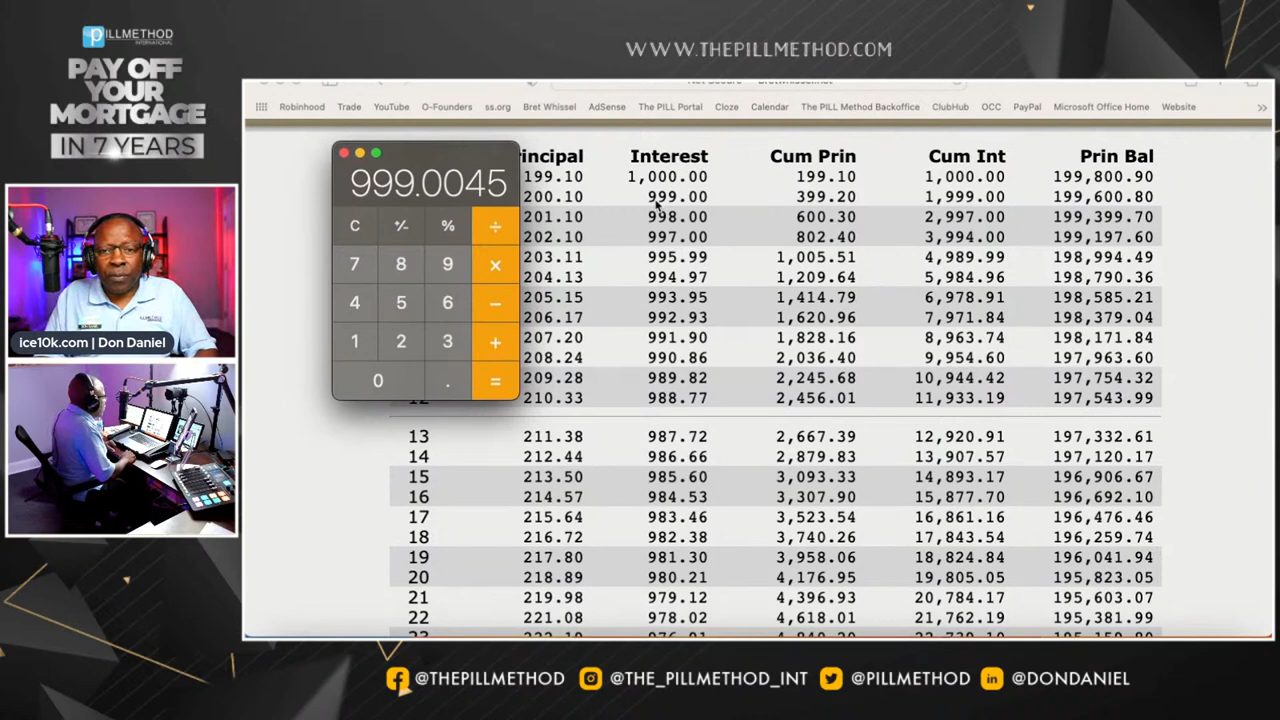 PILLMETHOD
INTERNATIONAL
PAY OFF
YOUR
MORTGAGE
IN 7 YEARS
WWW.THEPILLMETHOD.COM
Robinhood Trade YouTube O-Founders ss.org Bret Whissel AdSense The PILL Portal Cloze Calendar The PILL Method Backoffice ClubHub OCC PayPal Microsoft Office Home Website
999.0045
C +⁄- % ÷
7 8 9 ×
4 5 6 −
1 2 3 +
0 . =
rincipal Interest Cum Prin Cum Int Prin Bal
199.10 1,000.00 199.10 1,000.00 199,800.90
200.10 999.00 399.20 1,999.00 199,600.80
201.10 998.00 600.30 2,997.00 199,399.70
202.10 997.00 802.40 3,994.00 199,197.60
203.11 995.99 1,005.51 4,989.99 198,994.49
204.13 994.97 1,209.64 5,984.96 198,790.36
205.15 993.95 1,414.79 6,978.91 198,585.21
206.17 992.93 1,620.96 7,971.84 198,379.04
207.20 991.90 1,828.16 8,963.74 198,171.84
208.24 990.86 2,036.40 9,954.60 197,963.60
209.28 989.82 2,245.68 10,944.42 197,754.32
12 210.33 988.77 2,456.01 11,933.19 197,543.99
13 211.38 987.72 2,667.39 12,920.91 197,332.61
14 212.44 986.66 2,879.83 13,907.57 197,120.17
15 213.50 985.60 3,093.33 14,893.17 196,906.67
16 214.57 984.53 3,307.90 15,877.70 196,692.10
17 215.64 983.46 3,523.54 16,861.16 196,476.46
18 216.72 982.38 3,740.26 17,843.54 196,259.74
19 217.80 981.30 3,958.06 18,824.84 196,041.94
20 218.89 980.21 4,176.95 19,805.05 195,823.05
21 219.98 979.12 4,396.93 20,784.17 195,603.07
22 221.08 978.02 4,618.01 21,762.19 195,381.99
ice10k.com | Don Daniel
@THEPILLMETHOD @THE_PILLMETHOD_INT @PILLMETHOD @DONDANIEL